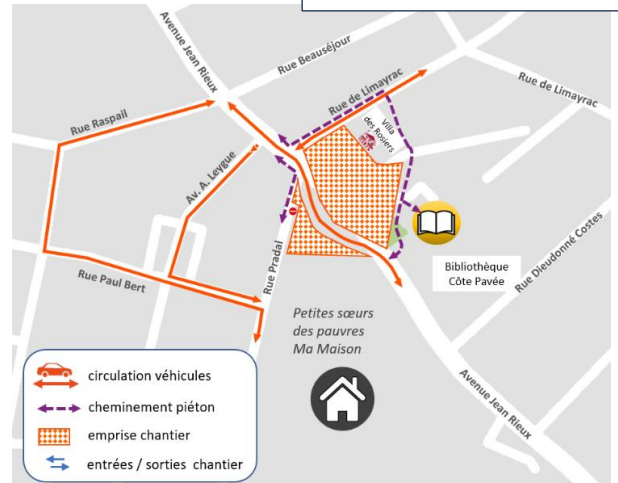 Avenue Jean Rieux
Rue Beauséjour
Rue de Limayrac
Rue de Limayrac
Rue Raspail
Villa
des Rosiers
Av. A. Leygue
Rue Pradal
Rue Paul Bert
Bibliothèque
Côte Pavée
Rue Dieudonné Costes
Petites sœurs
des pauvres
Ma Maison
Avenue Jean Rieux
circulation véhicules
cheminement piéton
emprise chantier
entrées / sorties chantier